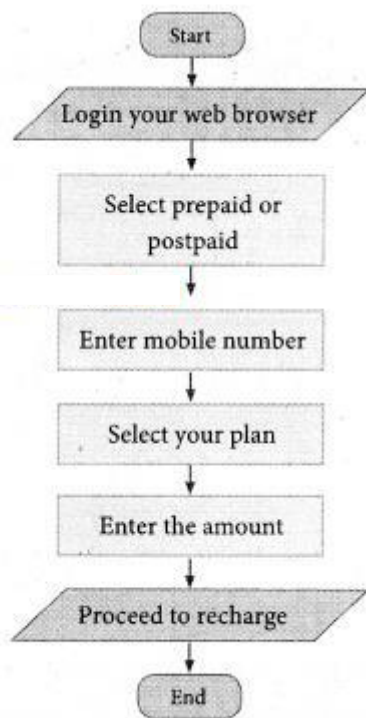 Start
Login your web browser
Select prepaid or
postpaid
Enter mobile number
Select your plan
Enter the amount
Proceed to recharge
End